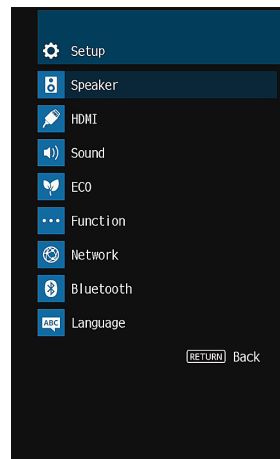 Setup
Speaker
HDMI
Sound
ECO
Function
Network
Bluetooth
ABC Language
RETURN Back